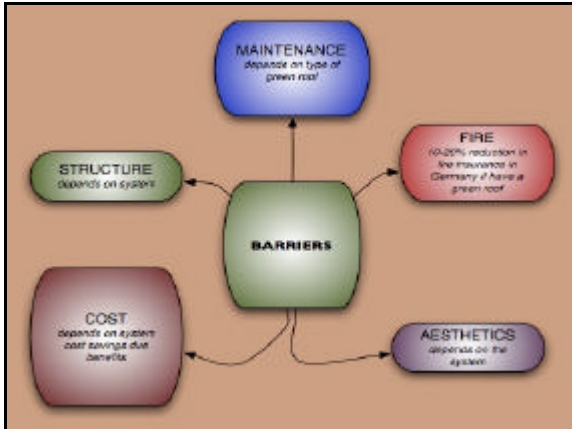 MAINTENANCE
depends on type of
green roof
FIRE
10-20% reduction in
fire insurance in
Germany if have a
green roof
STRUCTURE
depends on system
BARRIERS
COST
depends on system
cost savings due
benefits
AESTHETICS
depends on the
system